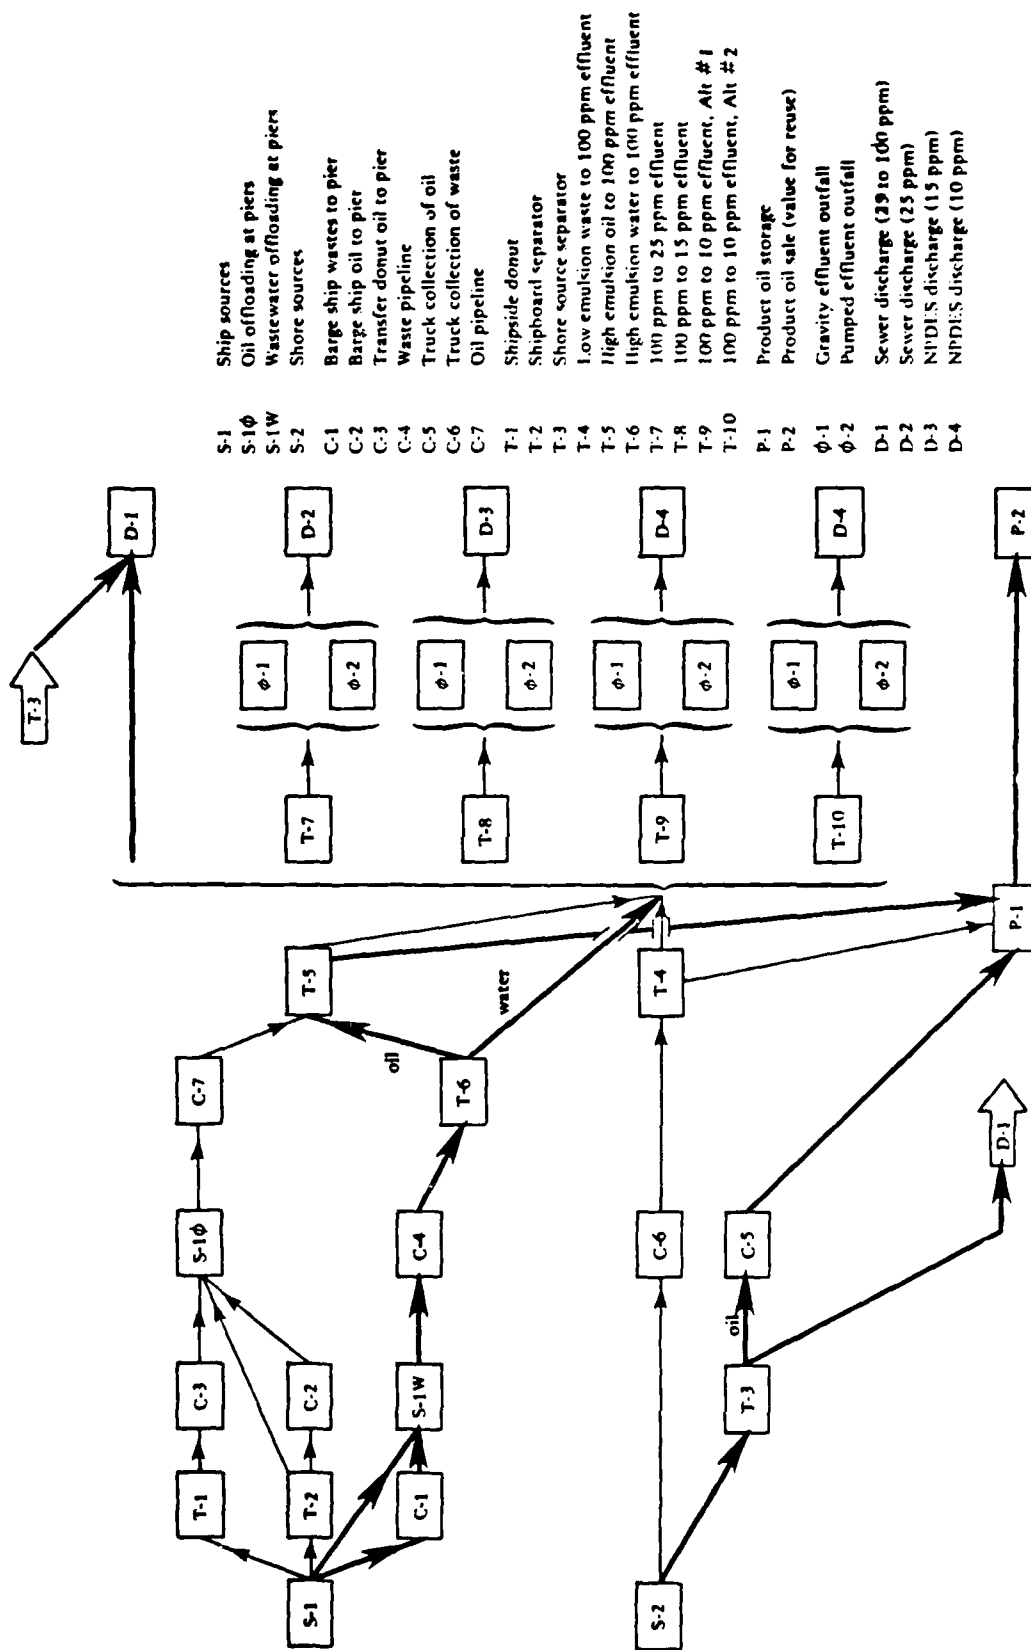 T-3
D-1
T-1 C-3 S-1ϕ C-7
ϕ-1
S-1 T-2 C-2 T-5 T-7 D-2
ϕ-2
oil
C-1 S-1W C-4
ϕ-1
T-6
T-8 D-3
water
ϕ-2
ϕ-1
S-2 C-6 T-4 T-9 D-4
ϕ-2
oil
T-3 C-5
ϕ-1
T-10 D-4
ϕ-2
D-1 P-1 P-2
S-1 Ship sources
S-1ϕ Oil offloading at piers
S-1W Wastewater offloading at piers
S-2 Shore sources
C-1 Barge ship wastes to pier
C-2 Barge ship oil to pier
C-3 Transfer donut oil to pier
C-4 Waste pipeline
C-5 Truck collection of oil
C-6 Truck collection of waste
C-7 Oil pipeline
T-1 Shipside donut
T-2 Shipboard separator
T-3 Shore source separator
T-4 Low emulsion waste to 100 ppm effluent
T-5 High emulsion oil to 100 ppm effluent
T-6 High emulsion water to 100 ppm effluent
T-7 100 ppm to 25 ppm effluent
T-8 100 ppm to 15 ppm effluent
T-9 100 ppm to 10 ppm effluent, Alt #1
T-10 100 ppm to 10 ppm effluent, Alt #2
P-1 Product oil storage
P-2 Product oil sale (value for reuse)
ϕ-1 Gravity effluent outfall
ϕ-2 Pumped effluent outfall
D-1 Sewer discharge (29 to 100 ppm)
D-2 Sewer discharge (25 ppm)
D-3 NPDES discharge (15 ppm)
D-4 NPDES discharge (10 ppm)